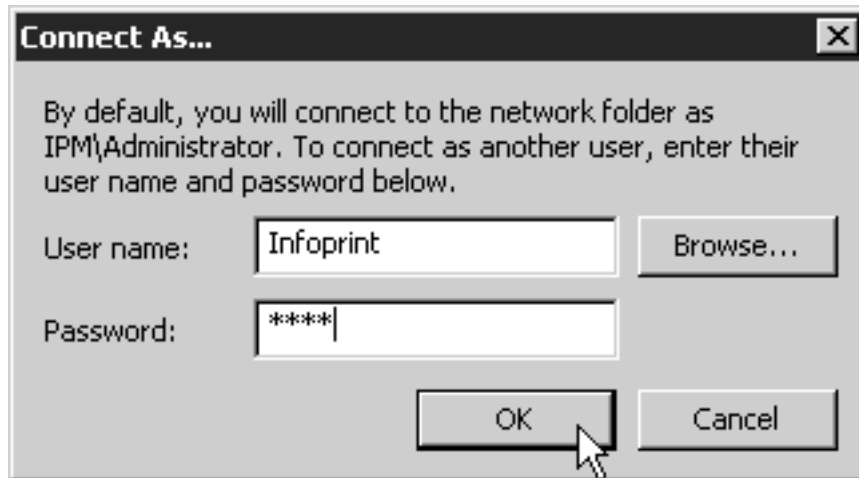 Connect As...
By default, you will connect to the network folder as
IPM\Administrator. To connect as another user, enter their
user name and password below.
User name: Infoprint Browse...
Password: ****
OK Cancel